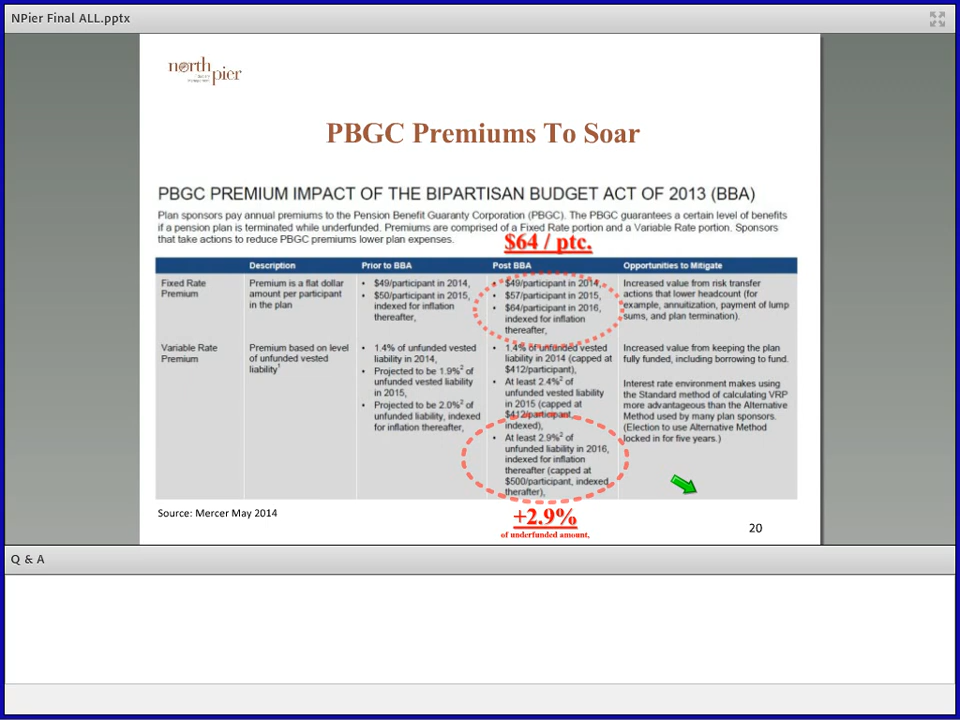 NPier Final ALL.pptx
north
pier
PBGC Premiums To Soar
PBGC PREMIUM IMPACT OF THE BIPARTISAN BUDGET ACT OF 2013 (BBA)
Plan sponsors pay annual premiums to the Pension Benefit Guaranty Corporation (PBGC). The PBGC guarantees a certain level of benefits
if a pension plan is terminated while underfunded. Premiums are comprised of a Fixed Rate portion and a Variable Rate portion. Sponsors
that take actions to reduce PBGC premiums lower plan expenses.
$64 / ptc.
Description
Prior to BBA
Post BBA
Opportunities to Mitigate
Fixed Rate
Premium
Premium is a flat dollar
amount per participant
in the plan
• $49/participant in 2014,
• $50/participant in 2015,
indexed for inflation
thereafter,
• $49/participant in 2014,
• $57/participant in 2015,
• $64/participant in 2016,
indexed for inflation
thereafter,
Increased value from risk transfer
actions that lower headcount (for
example, annuitization, payment of lump
sums, and plan termination).
Variable Rate
Premium
Premium based on level
of unfunded vested
liability1
• 1.4% of unfunded vested
liability in 2014,
• Projected to be 1.9%2 of
unfunded vested liability
in 2015,
• Projected to be 2.0%2 of
unfunded liability, indexed
for inflation thereafter,
• 1.4% of unfunded vested
liability in 2014 (capped at
$412/participant),
• At least 2.4%2 of
unfunded vested liability
in 2015 (capped at
$412/participant,
indexed),
• At least 2.9%2 of
unfunded liability in 2016,
indexed for inflation
thereafter (capped at
$500/participant, indexed
therafter),
Increased value from keeping the plan
fully funded, including borrowing to fund.
Interest rate environment makes using
the Standard method of calculating VRP
more advantageous than the Alternative
Method used by many plan sponsors.
(Election to use Alternative Method
locked in for five years.)
Source: Mercer May 2014
+2.9%
of underfunded amount,
20
Q & A